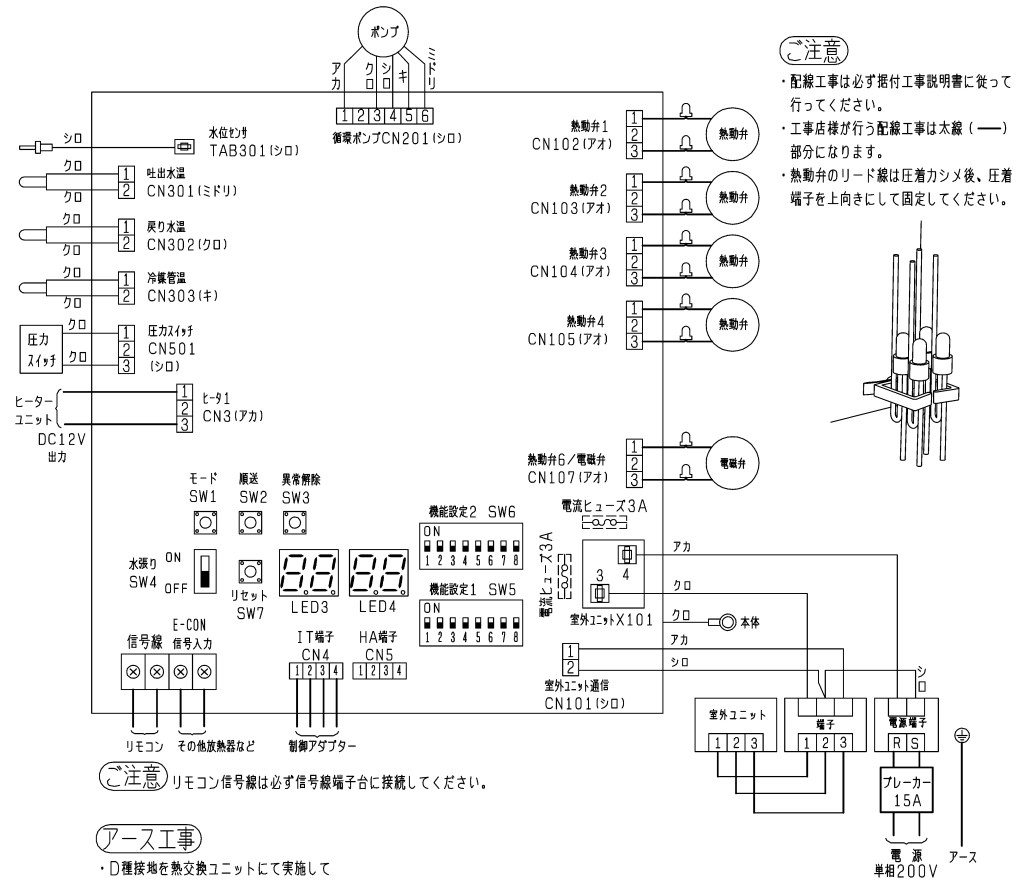 ポンプ
アカ
クロ
シロ
キ
ミドリ
1 2 3 4 5 6
循環ポンプCN201(シロ)
ご注意
・配線工事は必ず据付工事説明書に従って
行ってください。
・工事店様が行う配線工事は太線（━━）
部分になります。
・熱動弁のリード線は圧着カシメ後、圧着
端子を上向きにして固定してください。
シロ
水位センサ
TAB301(シロ)
クロ
クロ
1
2
吐出水温
CN301(ミドリ)
クロ
クロ
1
2
戻り水温
CN302(クロ)
クロ
クロ
1
2
冷媒管温
CN303(キ)
圧力
スイッチ
クロ
クロ
1
2
3
圧力スイッチ
CN501
(シロ)
ヒーター
ユニット
DC12V
出力
1
2
3
ヒータ1
CN3(アカ)
熱動弁1
CN102(アオ)
1
2
3
熱動弁
熱動弁2
CN103(アオ)
1
2
3
熱動弁
熱動弁3
CN104(アオ)
1
2
3
熱動弁
熱動弁4
CN105(アオ)
1
2
3
熱動弁
熱動弁6/電磁弁
CN107(アオ)
1
2
3
電磁弁
モード
SW1
順送
SW2
異常解除
SW3
水張り
SW4
ON
OFF
リセット
SW7
LED3
LED4
機能設定2 SW6
ON
1 2 3 4 5 6 7 8
機能設定1 SW5
ON
1 2 3 4 5 6 7 8
電流ヒューズ3A
電流ヒューズ3A
4
3
室外ユニットX101
アカ
クロ
クロ
本体
アカ
シロ
シロ
1
2
室外ユニット通信
CN101(シロ)
信号線
E-CON
信号入力
リモコン
その他放熱器など
IT端子
CN4
1 2 3 4
HA端子
CN5
1 2 3 4
制御アダプター
室外ユニット
1 2 3
端子
1 2 3
電源端子
R S
ブレーカー
15A
電 源
単相200V
アース
ご注意 リモコン信号線は必ず信号線端子台に接続してください。
アース工事
・D種接地を熱交換ユニットにて実施して